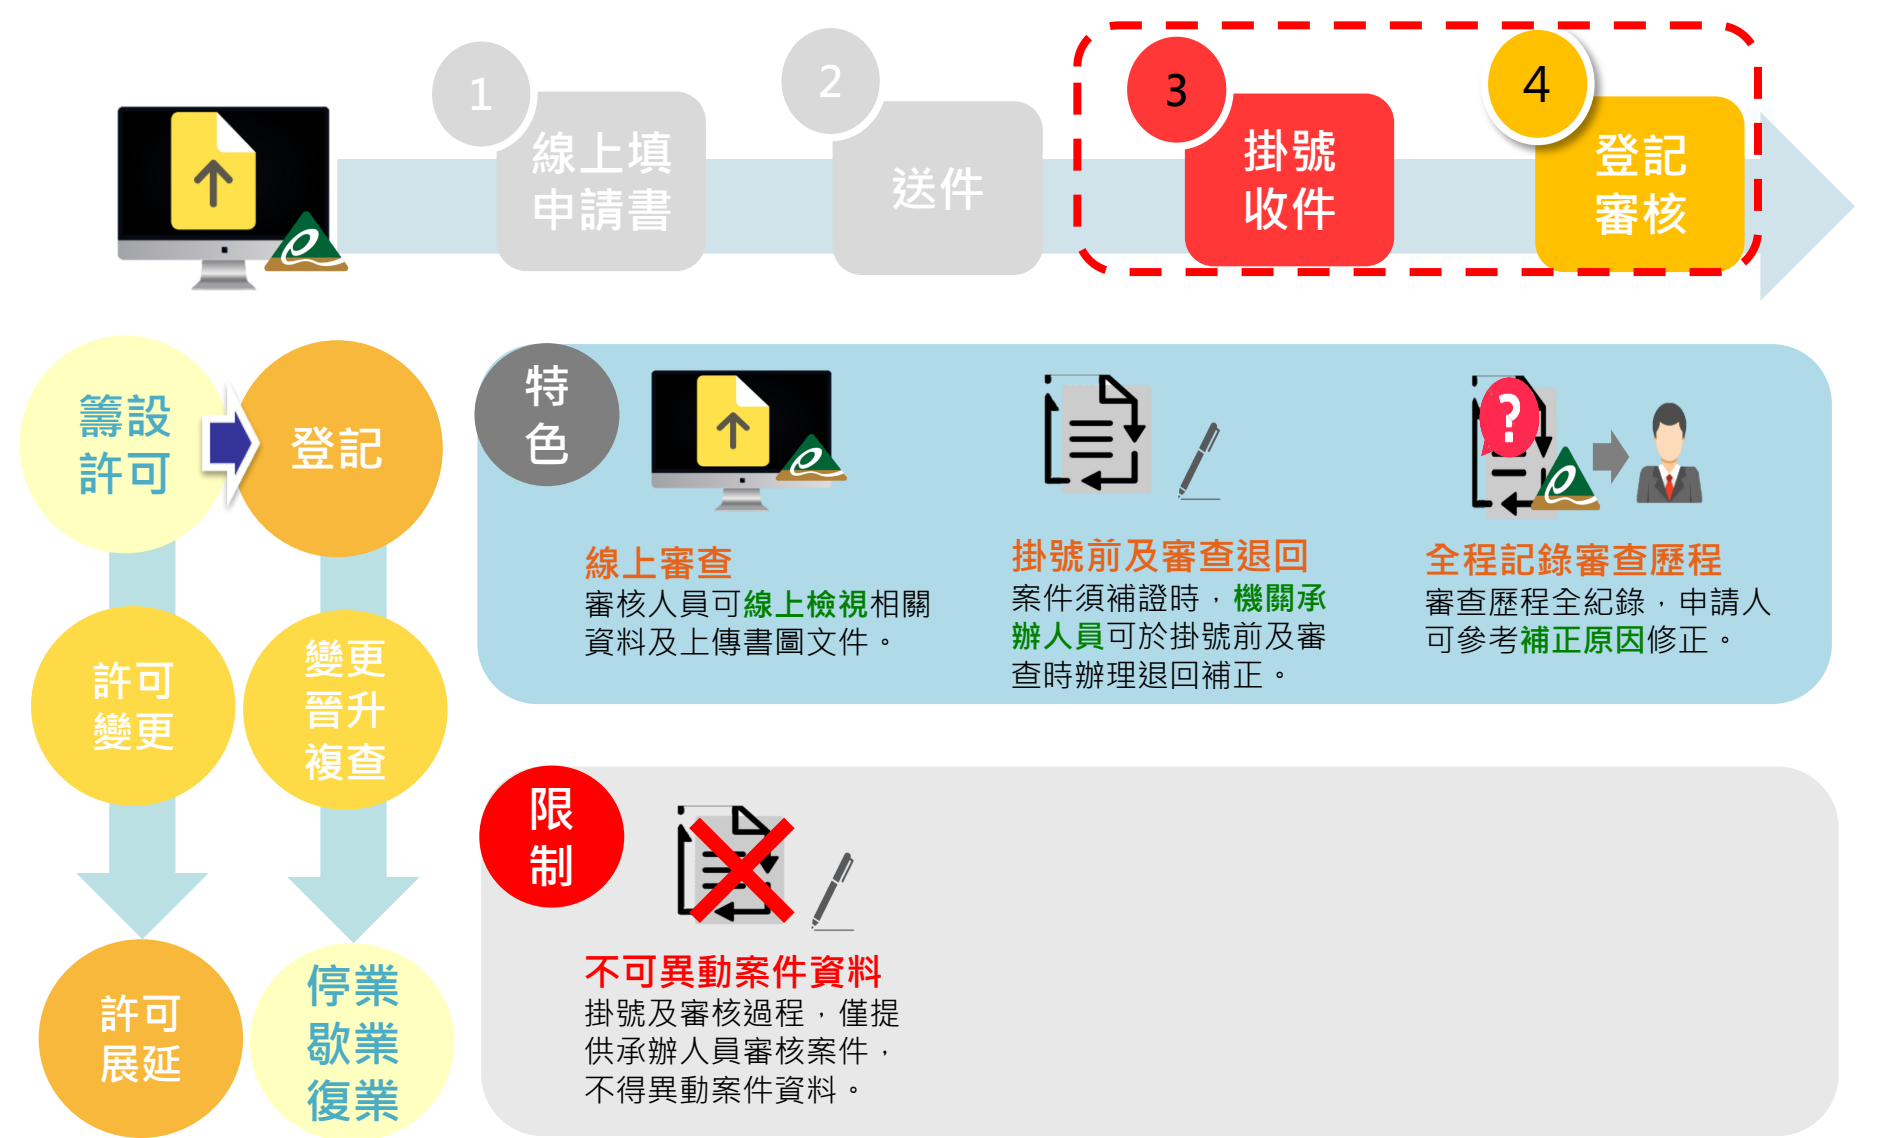 1
線上填
申請書
2
送件
3
掛號
收件
4
登記
審核
籌設
許可
登記
許可
變更
變更
晉升
複查
許可
展延
停業
歇業
復業
特
色
線上審查
審核人員可線上檢視相關
資料及上傳書圖文件。
掛號前及審查退回
案件須補證時，機關承
辦人員可於掛號前及審
查時辦理退回補正。
?
全程記錄審查歷程
審查歷程全紀錄，申請人
可參考補正原因修正。
限
制
不可異動案件資料
掛號及審核過程，僅提
供承辦人員審核案件，
不得異動案件資料。